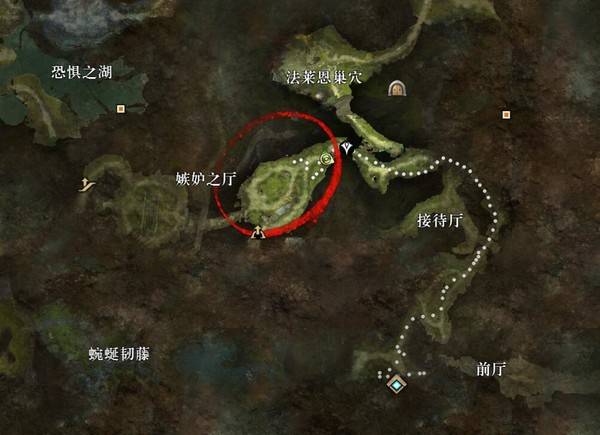 恐惧之湖
法莱恩巢穴
嫉妒之厅
接待厅
蜿蜒韧藤
前厅